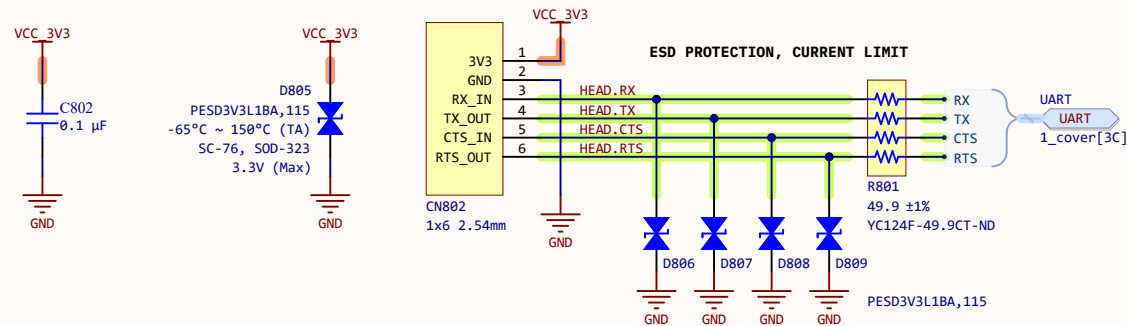 VCC_3V3
C802
0.1 µF
GND
VCC_3V3
D805
PESD3V3L1BA,115
-65°C ~ 150°C (TA)
SC-76, SOD-323
3.3V (Max)
GND
VCC_3V3
ESD PROTECTION, CURRENT LIMIT
3V3 1
GND 2
RX_IN 3 HEAD.RX RX
TX_OUT 4 HEAD.TX TX
CTS_IN 5 HEAD.CTS CTS
RTS_OUT 6 HEAD.RTS RTS
UART
UART
1_cover[3C]
CN802
1x6 2.54mm
GND
R801
49.9 ±1%
YC124F-49.9CT-ND
D806 D807 D808 D809
PESD3V3L1BA,115
GND GND GND GND